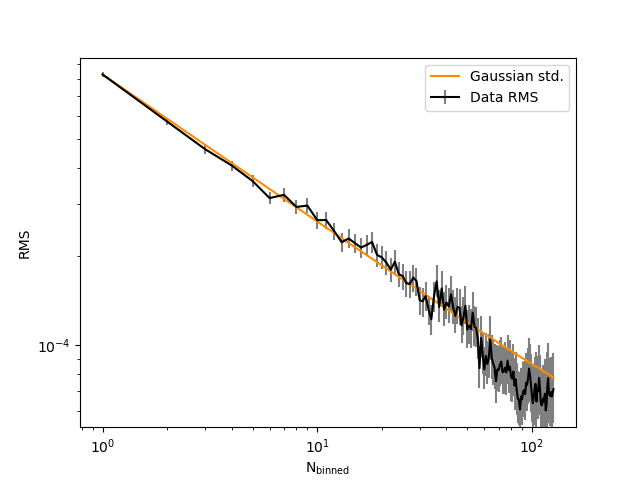 Gaussian std.
Data RMS
RMS
10⁻⁴
10⁰ 10¹ 10²
N_binned